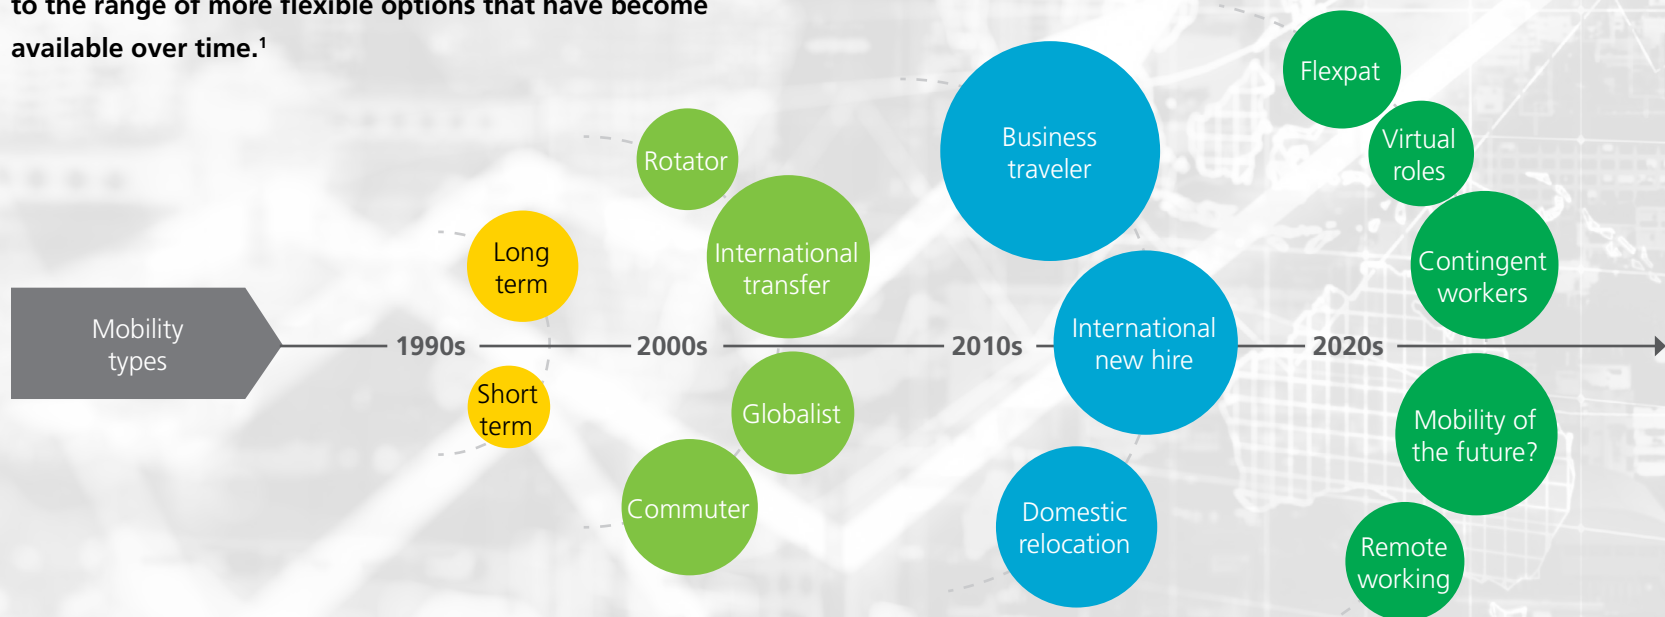 to the range of more flexible options that have become
available over time.¹
Mobility
types
1990s
Long
term
Short
term
2000s
Rotator
International
transfer
Globalist
Commuter
2010s
Business
traveler
International
new hire
Domestic
relocation
2020s
Flexpat
Virtual
roles
Contingent
workers
Mobility of
the future?
Remote
working